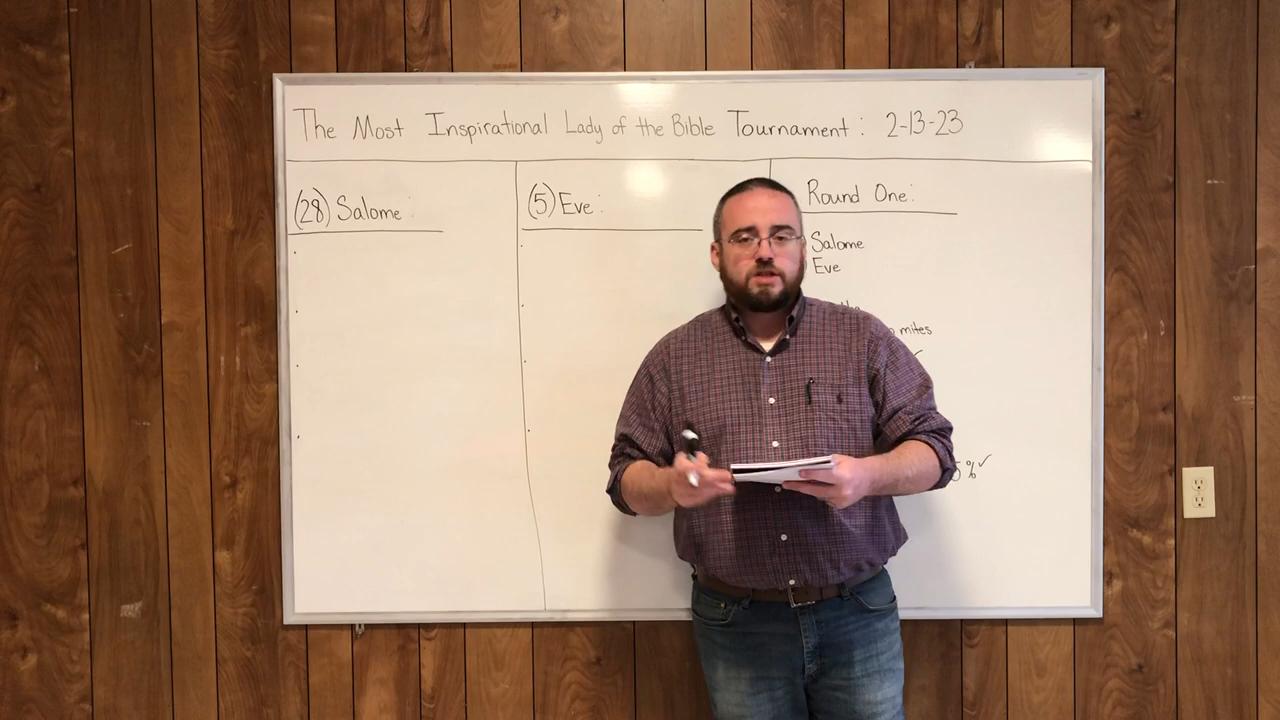 The Most Inspirational Lady of the Bible Tournament: 2-13-23
(28) Salome:
(5) Eve:
Round One:
Salome
Eve
mites
5%✓